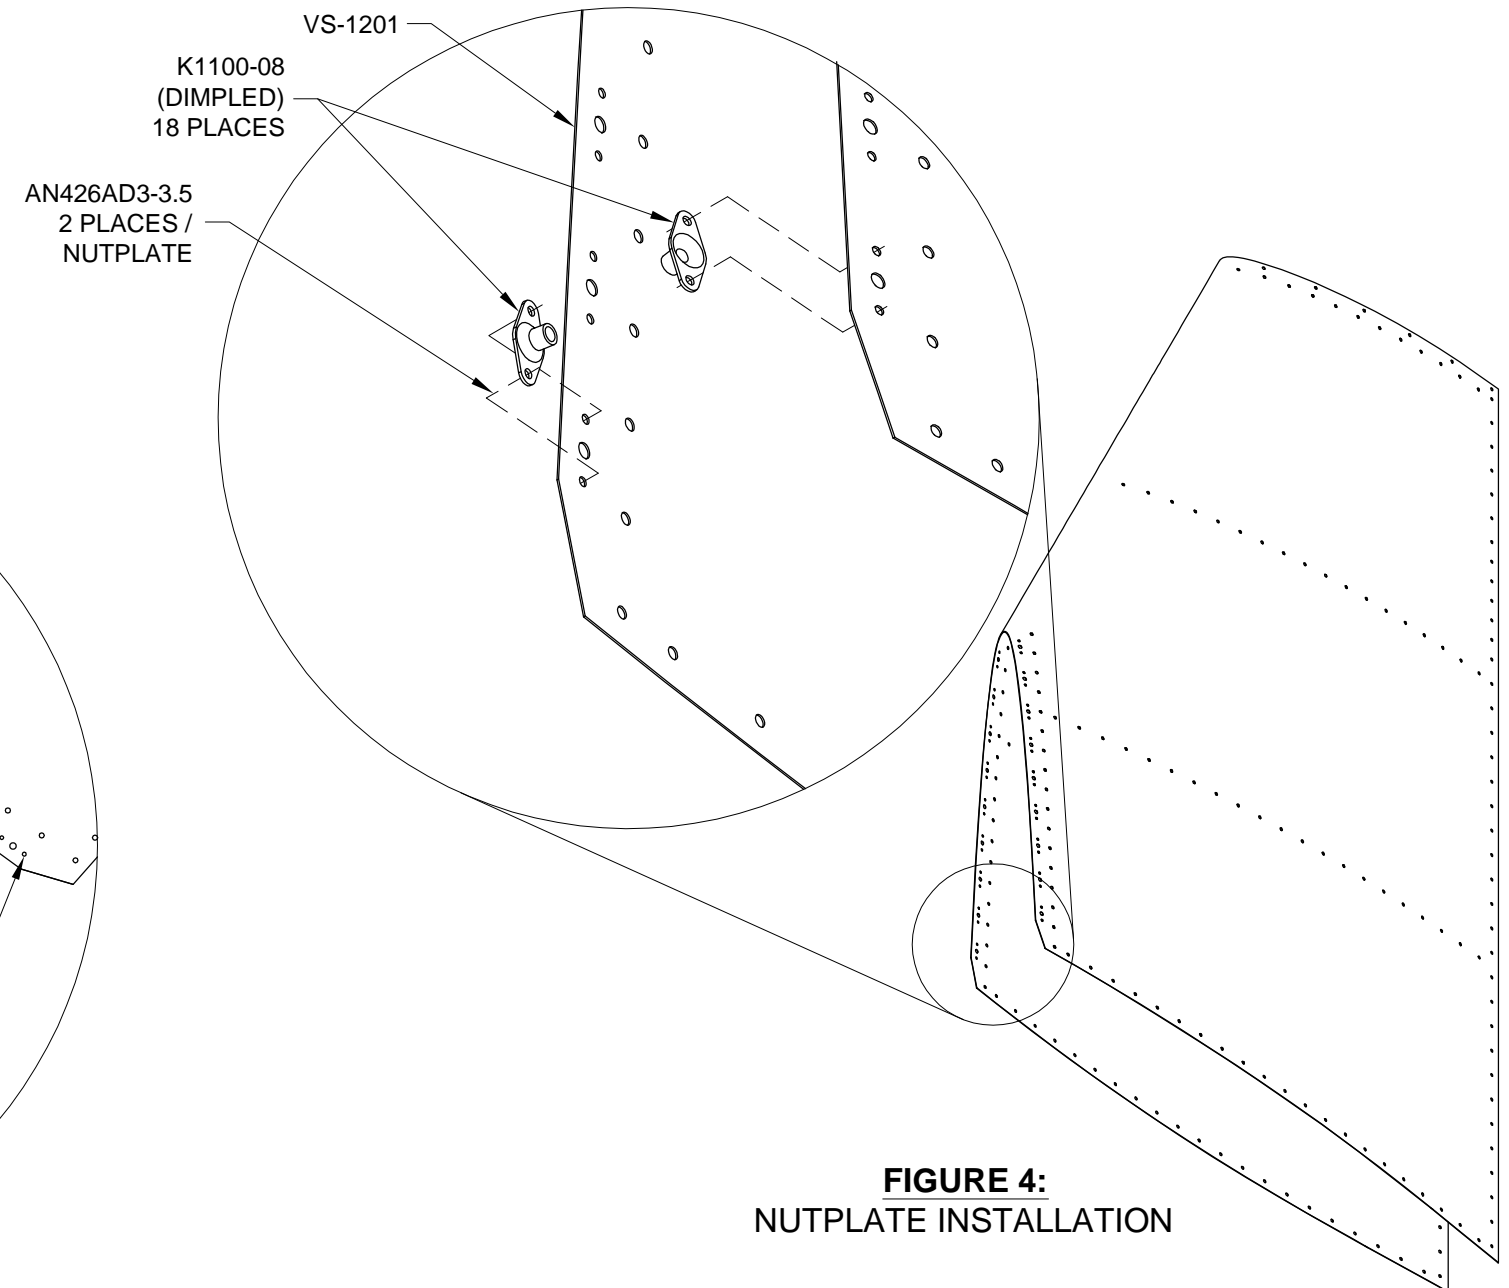 VS-1201
K1100-08
(DIMPLED)
18 PLACES
AN426AD3-3.5
2 PLACES /
NUTPLATE
FIGURE 4:
NUTPLATE INSTALLATION